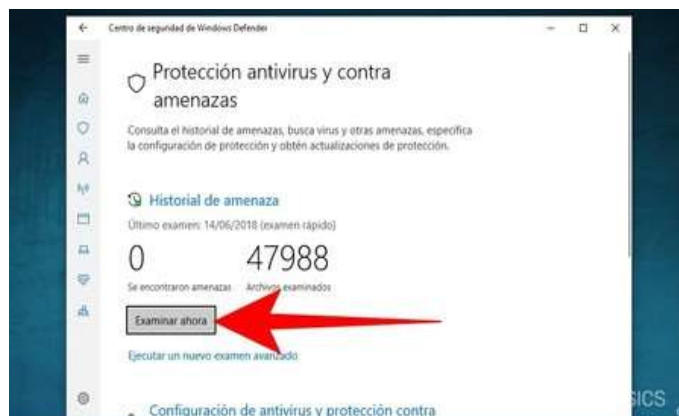 Centro de seguridad de Windows Defender
Protección antivirus y contra
amenazas
Consulta el historial de amenazas, busca virus y otras amenazas, especifica
la configuración de protección y obtén actualizaciones de protección.
Historial de amenaza
Último examen: 14/06/2018 (examen rápido)
0 47988
Se encontraron amenazas Archivos examinados
Examinar ahora
Ejecutar un nuevo examen avanzado
Configuración de antivirus y protección contra